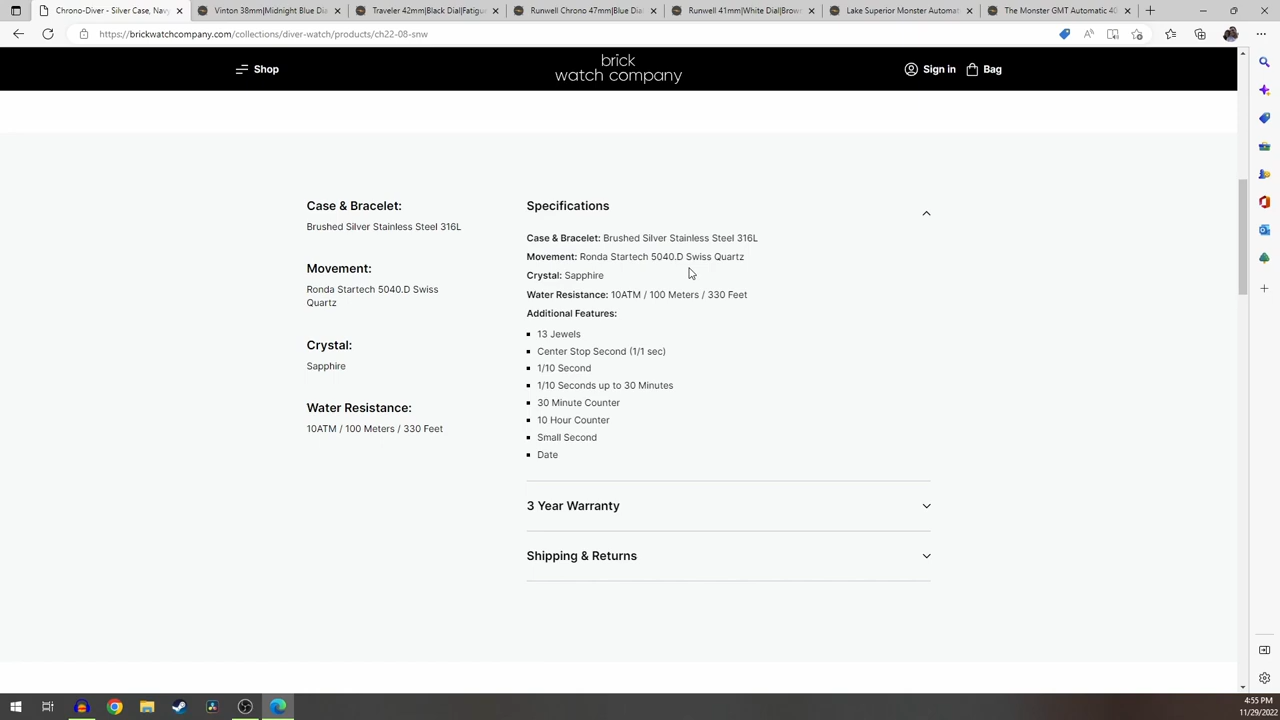 Chrono-Diver - Silver Case, Navy
Vinton 38mm|Midnight Blue Dia
Traveler 42mm|Black Dial|Fatigu
Runwell Chrono 47mm|Blue Dial
Runwell 41mm|White Dial|Brown
Lake Superior Monster Automati
The Monster GMT Automatic 40
https://brickwatchcompany.com/collections/diver-watch/products/ch22-08-snw
Shop
brick
watch company
Sign in
Bag
Case & Bracelet:
Brushed Silver Stainless Steel 316L
Movement:
Ronda Startech 5040.D Swiss
Quartz
Crystal:
Sapphire
Water Resistance:
10ATM / 100 Meters / 330 Feet
Specifications
Case & Bracelet: Brushed Silver Stainless Steel 316L
Movement: Ronda Startech 5040.D Swiss Quartz
Crystal: Sapphire
Water Resistance: 10ATM / 100 Meters / 330 Feet
Additional Features:
13 Jewels
Center Stop Second (1/1 sec)
1/10 Second
1/10 Seconds up to 30 Minutes
30 Minute Counter
10 Hour Counter
Small Second
Date
3 Year Warranty
Shipping & Returns
4:55 PM
11/29/2022